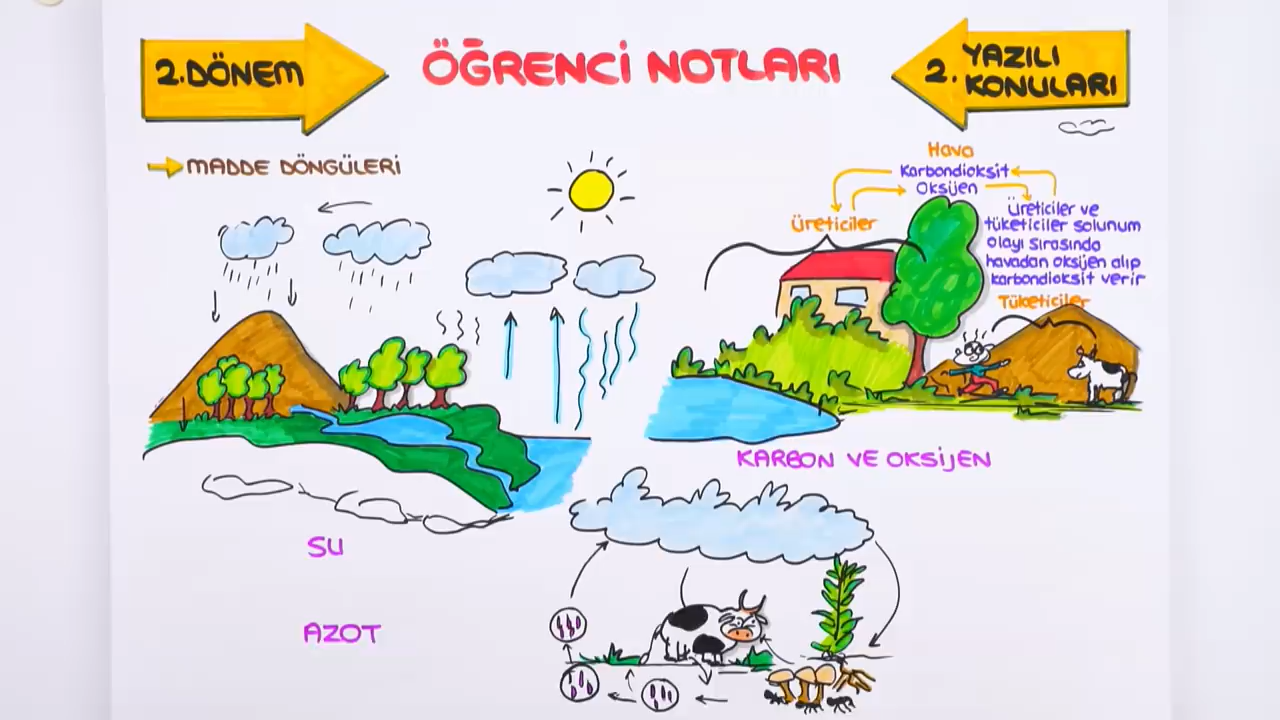 2.DÖNEM
ÖĞRENCİ NOTLARI
2. YAZILI
KONULARI
MADDE DÖNGÜLERİ
Hava
Karbondioksit
Oksijen
Üreticiler
Üreticiler ve
tüketiciler solunum
olayı sırasında
havadan oksijen alıp
karbondioksit verir
Tüketiciler
KARBON VE OKSİJEN
SU
AZOT